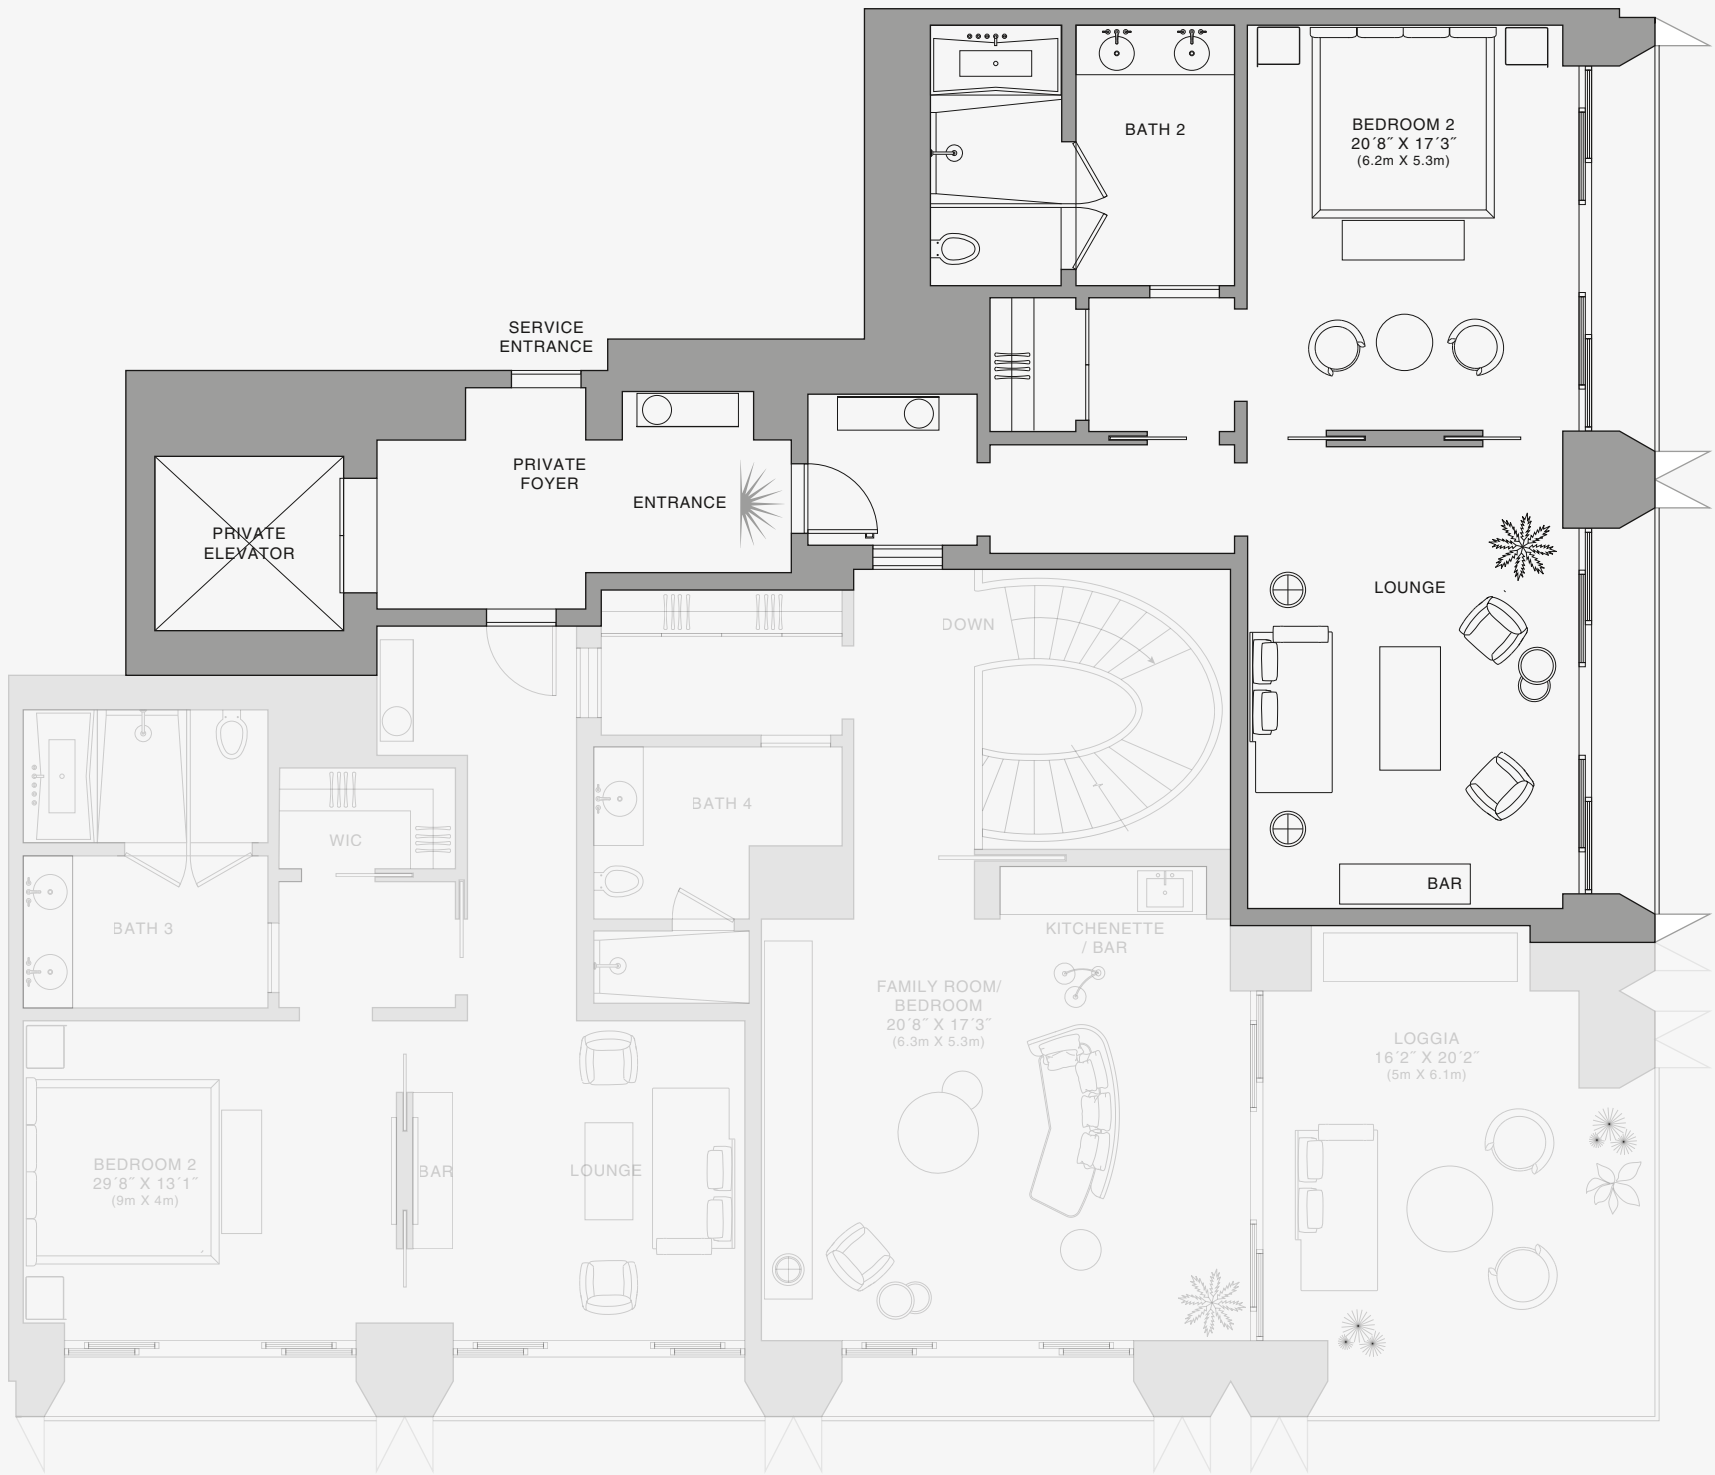 BATH 2
BEDROOM 2
20´8˝ X 17´3˝
(6.2m X 5.3m)
SERVICE
ENTRANCE
PRIVATE
FOYER
ENTRANCE
PRIVATE
ELEVATOR
LOUNGE
DOWN
BATH 4
WIC
BAR
BATH 3
KITCHENETTE
/ BAR
FAMILY ROOM/
BEDROOM
20´8˝ X 17´3˝
(6.3m X 5.3m)
LOGGIA
16´2˝ X 20´2˝
(5m X 6.1m)
BEDROOM 2
29´8˝ X 13´1˝
(9m X 4m)
BAR
LOUNGE